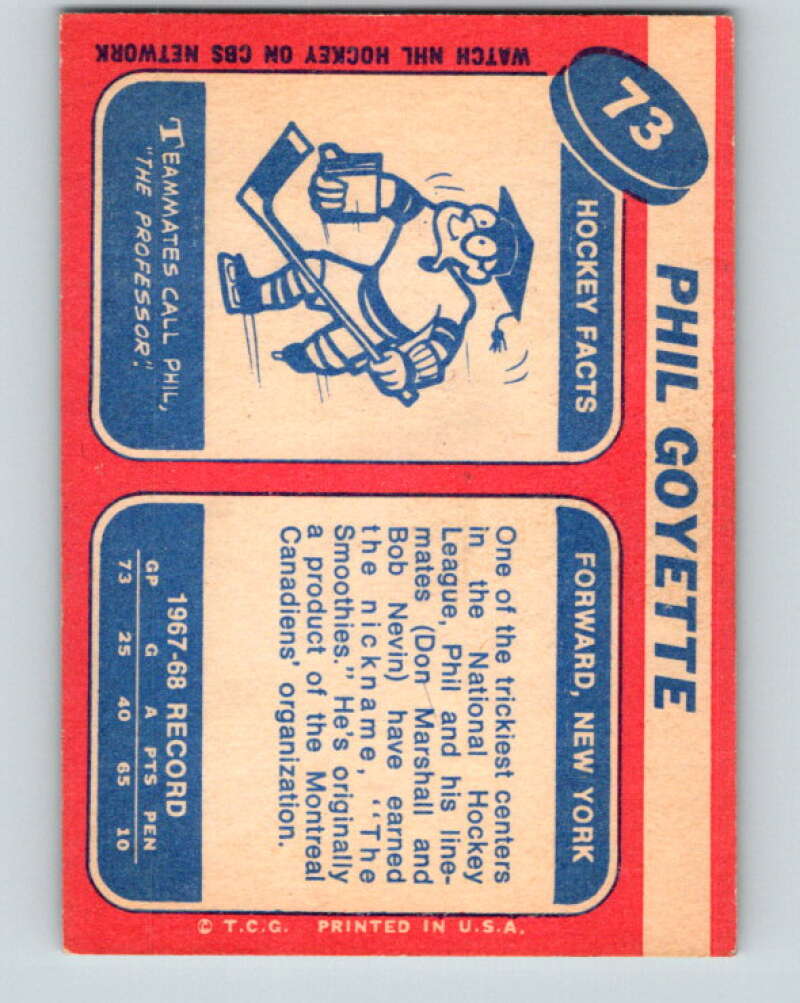 73
PHIL GOYETTE
HOCKEY FACTS
TEAMMATES CALL PHIL,
"THE PROFESSOR".
FORWARD, NEW YORK
One of the trickiest centers
in the National Hockey
League, Phil and his line-
mates (Don Marshall and
Bob Nevin) have earned
the nickname, "The
Smoothies." He's originally
a product of the Montreal
Canadiens' organization.
1967-68 RECORD
GP G A PTS PEN
73 25 40 65 10
WATCH NHL HOCKEY ON CBS NETWORK
© T.C.G. PRINTED IN U.S.A.